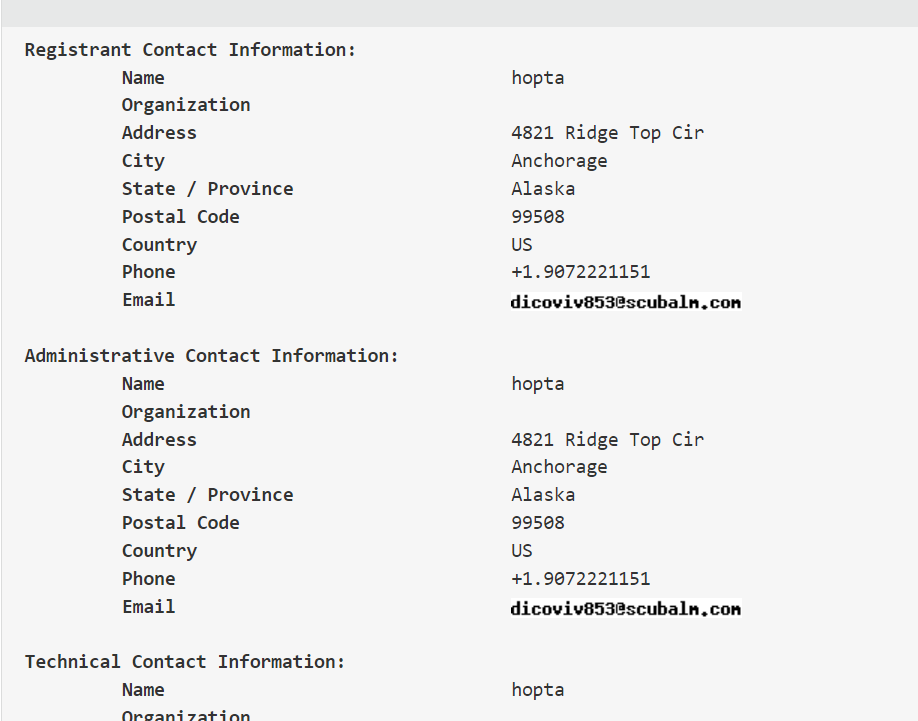 Registrant Contact Information:
Name hopta
Organization
Address 4821 Ridge Top Cir
City Anchorage
State / Province Alaska
Postal Code 99508
Country US
Phone +1.9072221151
Email dicoviv853@scubalm.com
Administrative Contact Information:
Name hopta
Organization
Address 4821 Ridge Top Cir
City Anchorage
State / Province Alaska
Postal Code 99508
Country US
Phone +1.9072221151
Email dicoviv853@scubalm.com
Technical Contact Information:
Name hopta
Organization